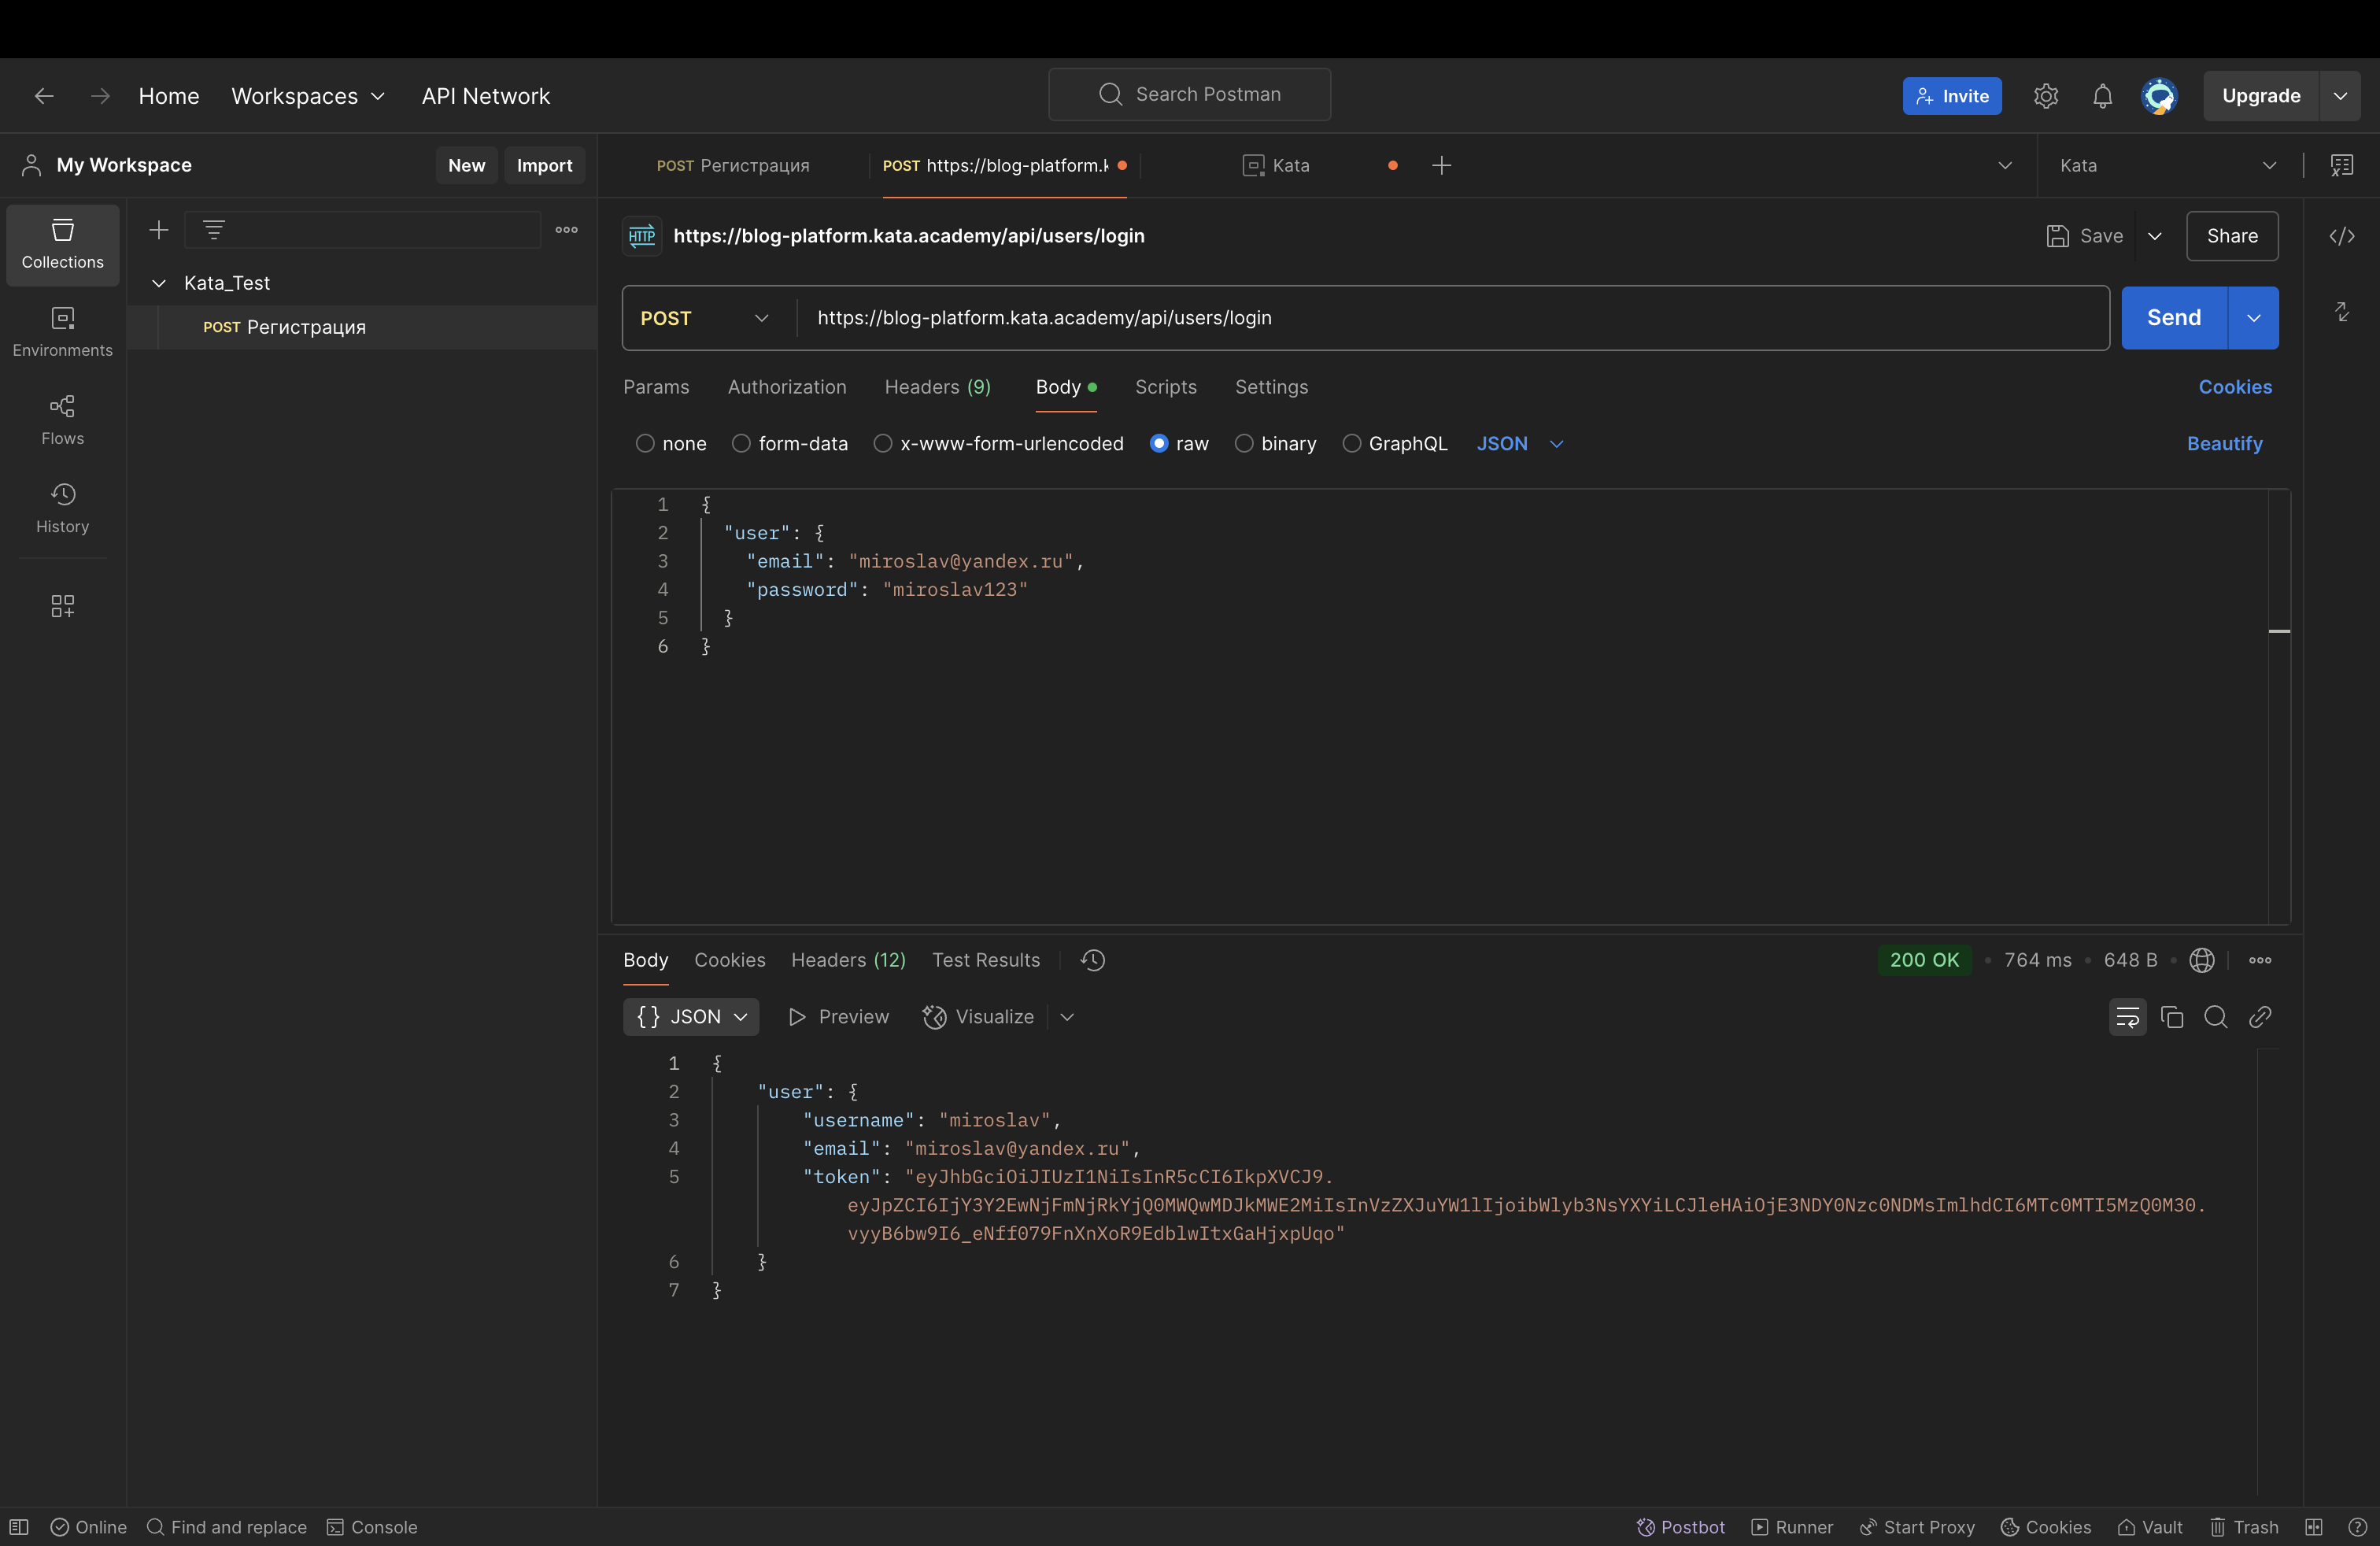 Home Workspaces API Network Search Postman Invite Upgrade
My Workspace New Import POST Регистрация POST https://blog-platform.k Kata Kata
Collections
Environments
Flows
History
Kata_Test
POST Регистрация
HTTP https://blog-platform.kata.academy/api/users/login Save Share
POST https://blog-platform.kata.academy/api/users/login Send
Params Authorization Headers (9) Body Scripts Settings Cookies
none form-data x-www-form-urlencoded raw binary GraphQL JSON Beautify
1 {
2 "user": {
3 "email": "miroslav@yandex.ru",
4 "password": "miroslav123"
5 }
6 }
Body Cookies Headers (12) Test Results 200 OK 764 ms 648 B
{} JSON Preview Visualize
1 {
2 "user": {
3 "username": "miroslav",
4 "email": "miroslav@yandex.ru",
5 "token": "eyJhbGciOiJIUzI1NiIsInR5cCI6IkpXVCJ9.
eyJpZCI6IjY3Y2EwNjFmNjRkYjQ0MWQwMDJkMWE2MiIsInVzZXJuYW1lIjoibWlyb3NsYXYiLCJleHAiOjE3NDY0Nzc0NDMsImlhdCI6MTc0MTI5MzQ0M30.
vyyB6bw9I6_eNff079FnXnXoR9EdblwItxGaHjxpUqo"
6 }
7 }
Online Find and replace Console Postbot Runner Start Proxy Cookies Vault Trash